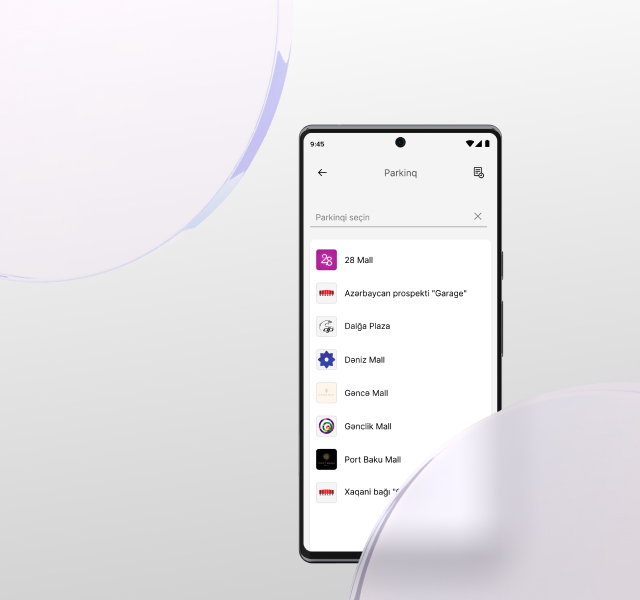 9:45
Parkinq
Parkinqi seçin
28
28 Mall
Azərbaycan prospekti "Garage"
Dalğa Plaza
Dəniz Mall
Gəncə Mall
Gənclik Mall
Port Baku Mall
Xaqani bağı